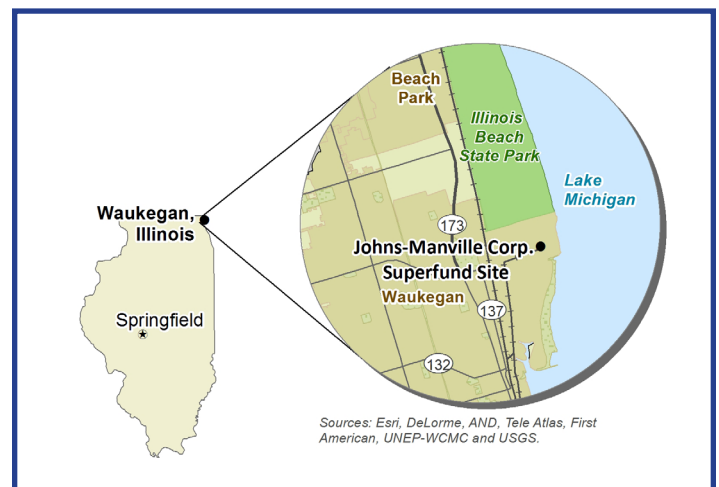 Beach
Park
Illinois
Beach
State Park
Lake
Michigan
Waukegan,
Illinois
173
Johns-Manville Corp.
Superfund Site
Waukegan
137
Springfield
132
Sources: Esri, DeLorme, AND, Tele Atlas, First
American, UNEP-WCMC and USGS.